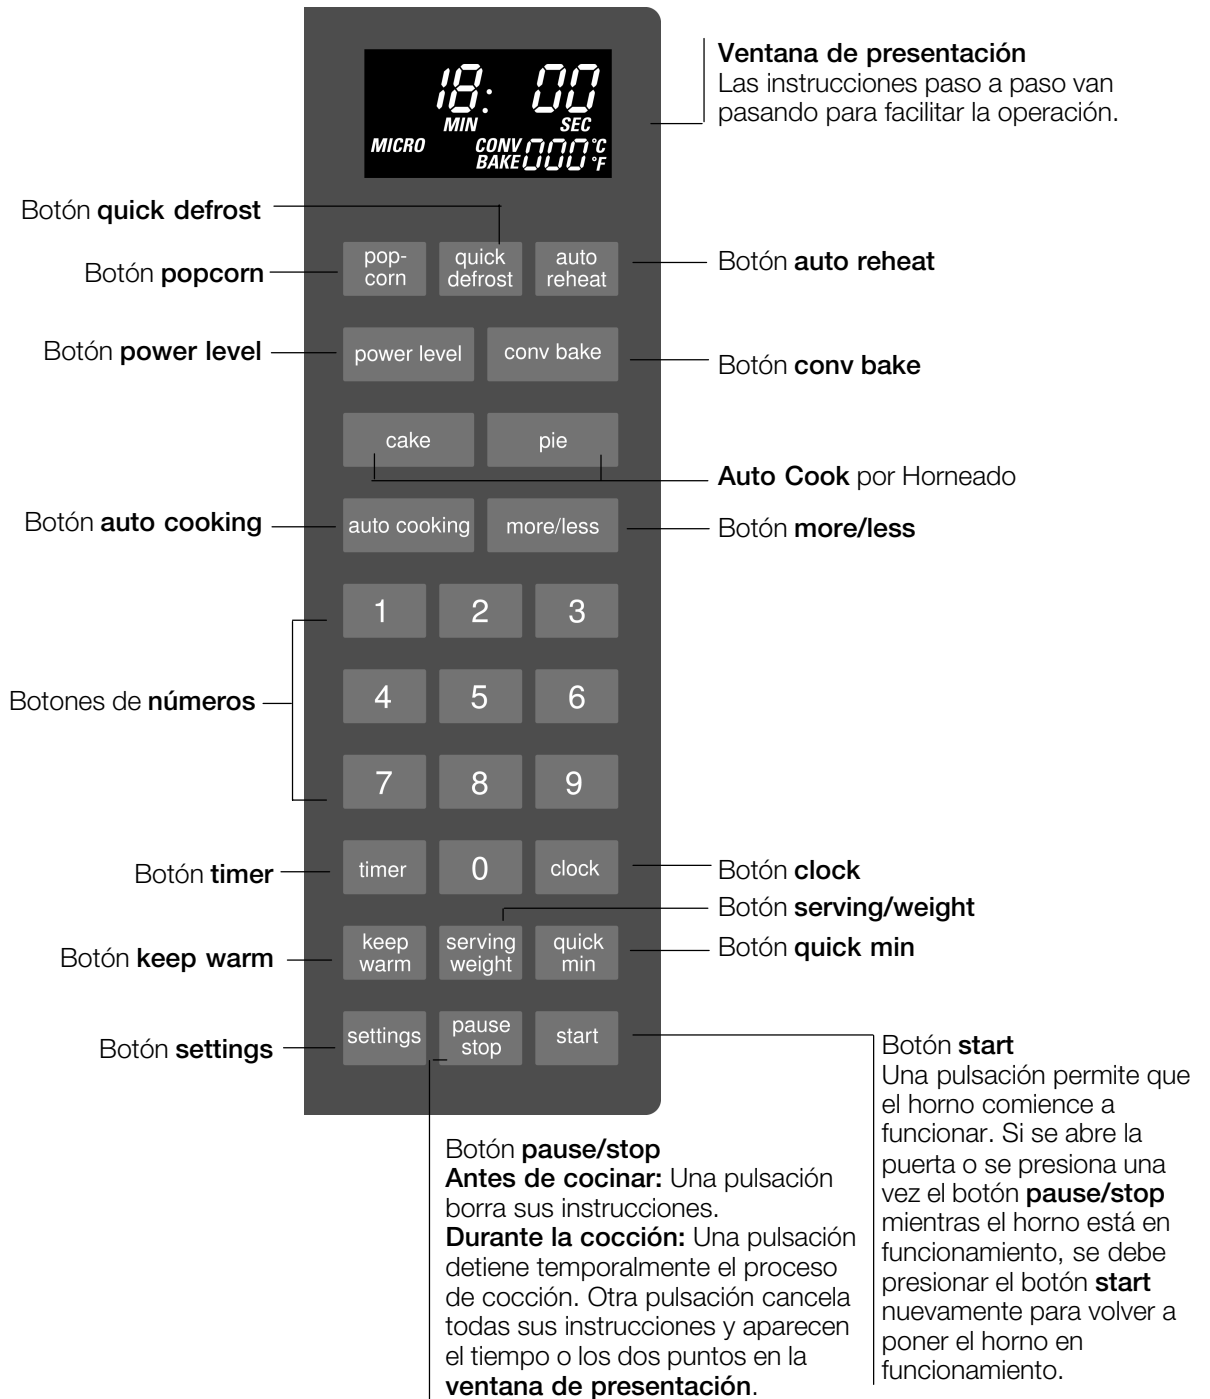 18: 00
MIN SEC
MICRO CONV BAKE 000 °C °F
Ventana de presentación
Las instrucciones paso a paso van
pasando para facilitar la operación.
Botón quick defrost
pop-
corn
quick
defrost
auto
reheat
Botón popcorn
Botón auto reheat
Botón power level
power level
conv bake
Botón conv bake
cake
pie
Auto Cook por Horneado
Botón auto cooking
auto cooking
more/less
Botón more/less
1 2 3
4 5 6
Botones de números
7 8 9
Botón timer
timer
0
clock
Botón clock
Botón serving/weight
Botón keep warm
keep
warm
serving
weight
quick
min
Botón quick min
Botón settings
settings
pause
stop
start
Botón pause/stop
Antes de cocinar: Una pulsación
borra sus instrucciones.
Durante la cocción: Una pulsación
detiene temporalmente el proceso
de cocción. Otra pulsación cancela
todas sus instrucciones y aparecen
el tiempo o los dos puntos en la
ventana de presentación.
Botón start
Una pulsación permite que
el horno comience a
funcionar. Si se abre la
puerta o se presiona una
vez el botón pause/stop
mientras el horno está en
funcionamiento, se debe
presionar el botón start
nuevamente para volver a
poner el horno en
funcionamiento.